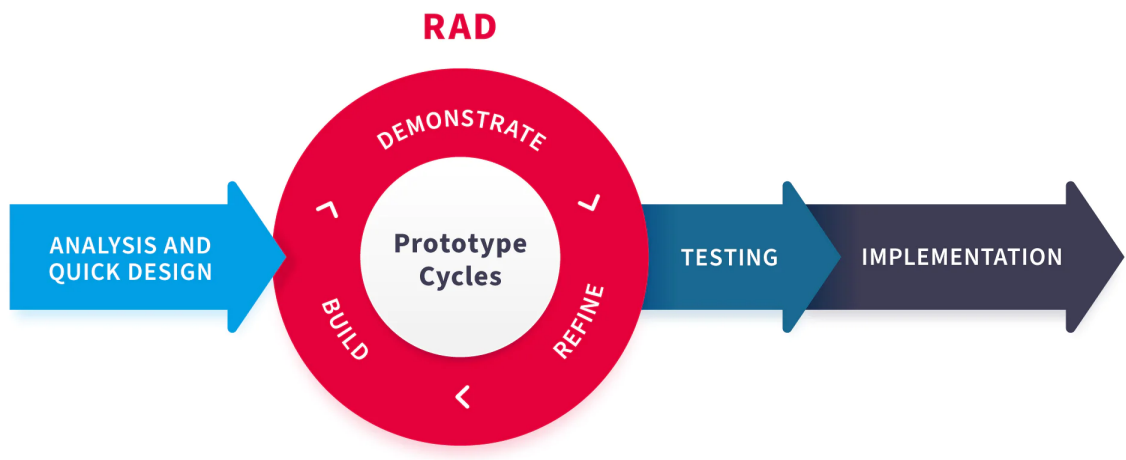 RAD
ANALYSIS AND
QUICK DESIGN
DEMONSTRATE
Prototype
Cycles
BUILD
REFINE
TESTING
IMPLEMENTATION